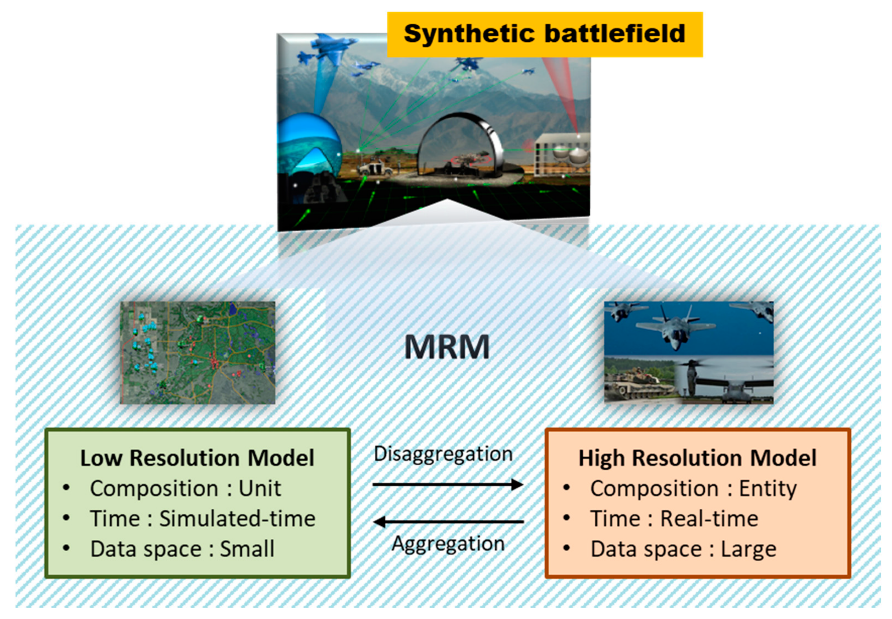 Synthetic battlefield
MRM
Low Resolution Model
• Composition : Unit
• Time : Simulated-time
• Data space : Small
Disaggregation
Aggregation
High Resolution Model
• Composition : Entity
• Time : Real-time
• Data space : Large